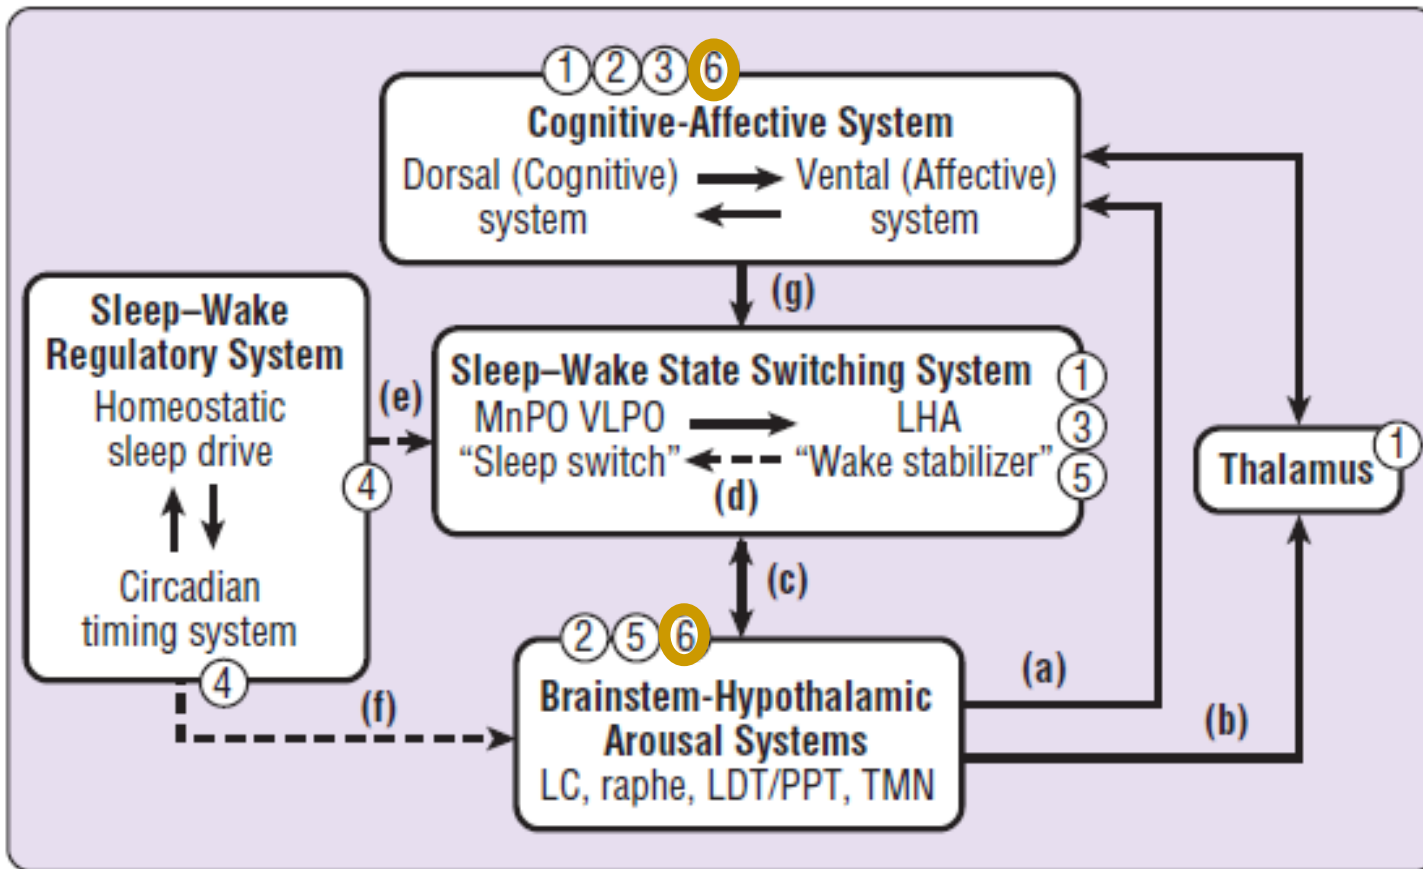 1 2 3 6
Cognitive-Affective System
Dorsal (Cognitive) system
Vental (Affective) system
(g)
Sleep–Wake Regulatory System
Homeostatic sleep drive
Circadian timing system
4
4
(e)
(f)
Sleep–Wake State Switching System
MnPO VLPO
“Sleep switch”
LHA
“Wake stabilizer”
(d)
1
3
5
(c)
2 5 6
Brainstem-Hypothalamic
Arousal Systems
LC, raphe, LDT/PPT, TMN
(a)
(b)
Thalamus
1